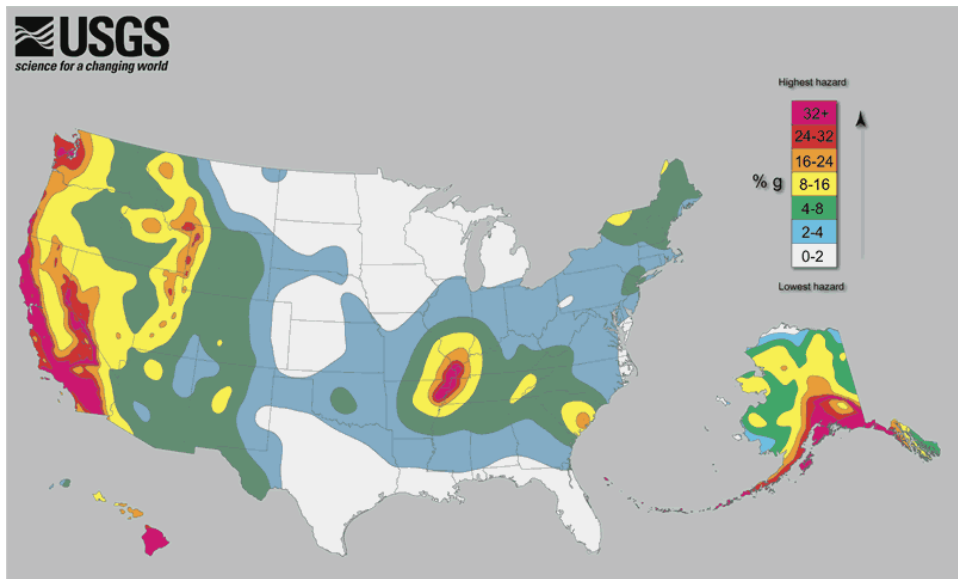 USGS
science for a changing world
Highest hazard
32+
24-32
16-24
% g
8-16
4-8
2-4
0-2
Lowest hazard